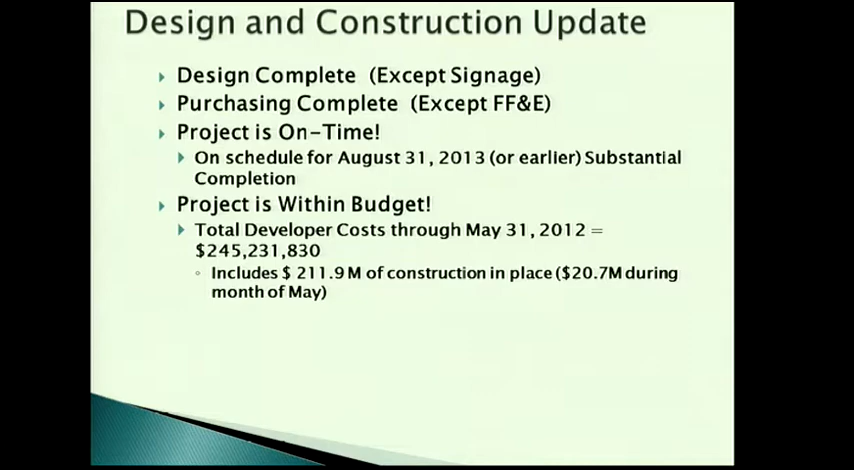 Design and Construction Update
Design Complete (Except Signage)
Purchasing Complete (Except FF&E)
Project is On-Time!
On schedule for August 31, 2013 (or earlier) Substantial
Completion
Project is Within Budget!
Total Developer Costs through May 31, 2012 =
$245,231,830
Includes $ 211.9 M of construction in place ($20.7M during
month of May)